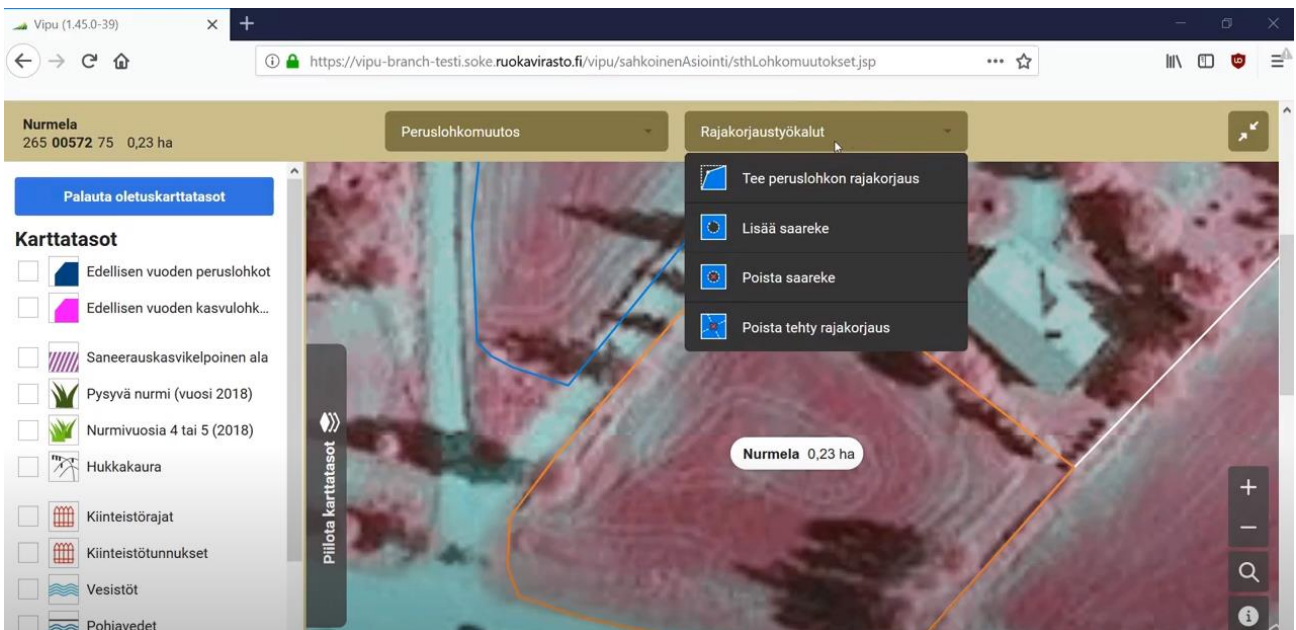 Vipu (1.45.0-39)
https://vipu-branch-testi.soke.ruokavirasto.fi/vipu/sahkoinenAsiointi/sthLohkomuutokset.jsp
Nurmela
265 00572 75 0,23 ha
Peruslohkomuutos
Rajakorjaustyökalut
Tee peruslohkon rajakorjaus
Lisää saareke
Poista saareke
Poista tehty rajakorjaus
Palauta oletuskarttatasot
Karttatasot
Edellisen vuoden peruslohkot
Edellisen vuoden kasvulohk...
Saneerauskasvikelpoinen ala
Pysyvä nurmi (vuosi 2018)
Nurmivuosia 4 tai 5 (2018)
Hukkakaura
Kiinteistörajat
Kiinteistötunnukset
Vesistöt
Pohjavedet
Piilota karttatasot
Nurmela 0,23 ha